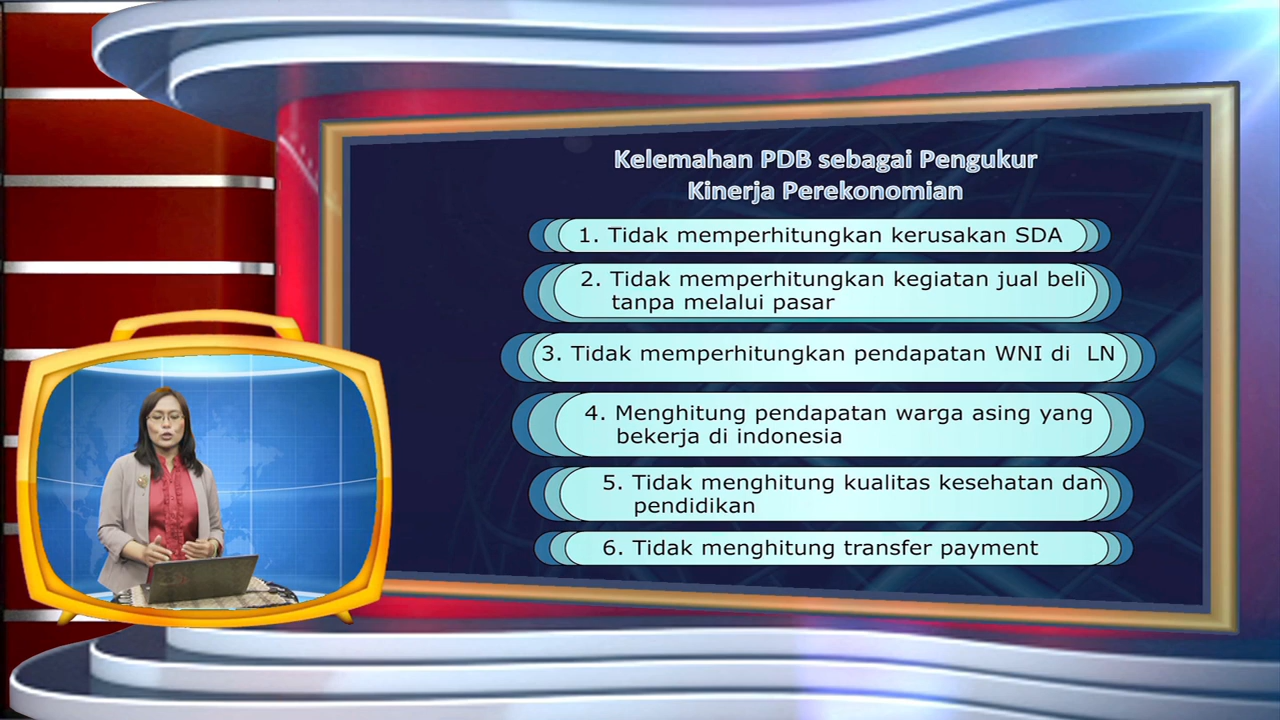 Kelemahan PDB sebagai Pengukur
Kinerja Perekonomian
1. Tidak memperhitungkan kerusakan SDA
2. Tidak memperhitungkan kegiatan jual beli
tanpa melalui pasar
3. Tidak memperhitungkan pendapatan WNI di LN
4. Menghitung pendapatan warga asing yang
bekerja di indonesia
5. Tidak menghitung kualitas kesehatan dan
pendidikan
6. Tidak menghitung transfer payment